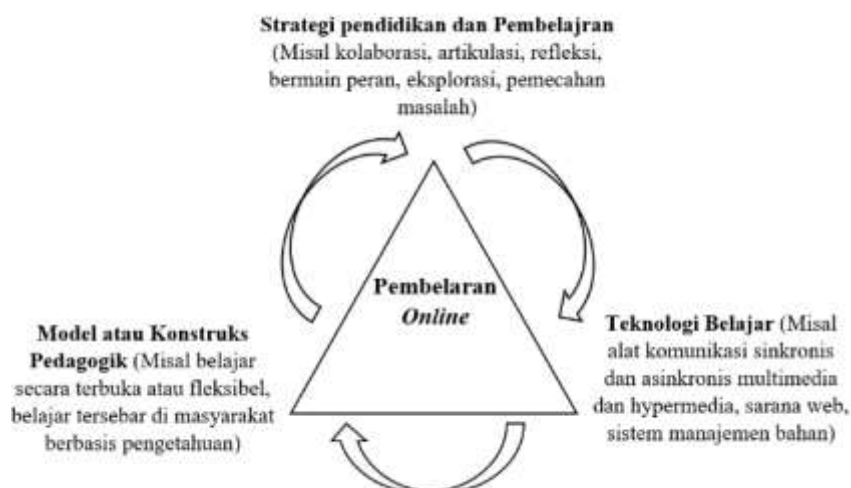 Strategi pendidikan dan Pembelajran
(Misal kolaborasi, artikulasi, refleksi,
bermain peran, eksplorasi, pemecahan
masalah)
Pembelaran
Online
Model atau Konstruks
Pedagogik (Misal belajar
secara terbuka atau fleksibel,
belajar tersebar di masyarakat
berbasis pengetahuan)
Teknologi Belajar (Misal
alat komunikasi sinkronis
dan asinkronis multimedia
dan hypermedia, sarana web,
sistem manajemen bahan)